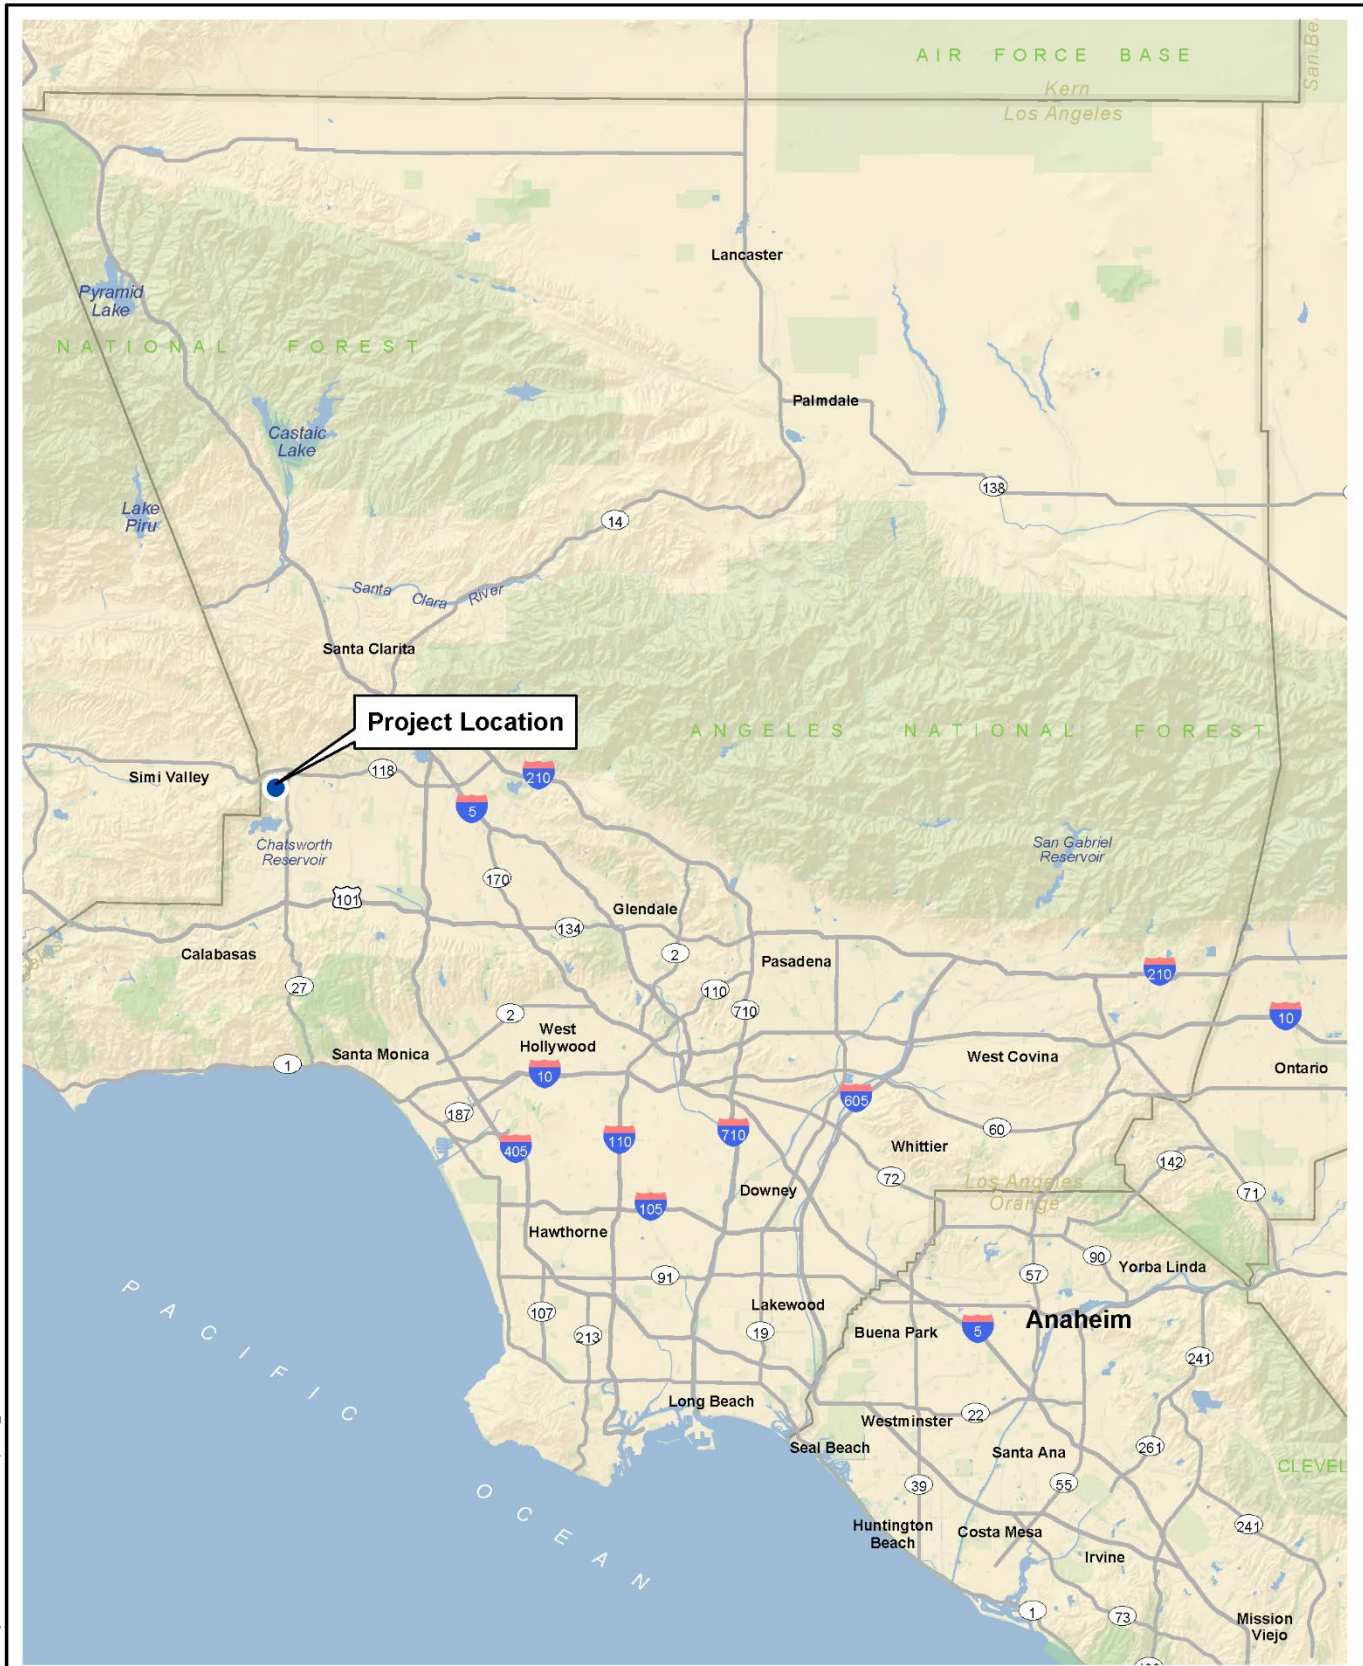 AIR FORCE BASE
Kern
Los Angeles
San Be
Lancaster
Pyramid
Lake
NATIONAL FOREST
Palmdale
Castaic
Lake
138
Lake
Piru
14
Santa Clara River
Santa Clarita
Project Location
ANGELES NATIONAL FOREST
Simi Valley
118
210
5
Chatsworth
Reservoir
San Gabriel
Reservoir
170
101
Glendale
134
Calabasas
2
Pasadena
210
27
110
710
2
10
West
Hollywood
Santa Monica
West Covina
1
10
Ontario
605
187
60
405
110
710
Whittier
142
72
Los Angeles
Orange
71
Downey
105
Hawthorne
90
Yorba Linda
91
57
Lakewood
107
Anaheim
19
Buena Park
5
213
241
PACIFIC OCEAN
Long Beach
Westminster
22
Seal Beach
Santa Ana
261
CLEVEL
39
55
Huntington
Beach
Costa Mesa
241
Irvine
1
73
Mission
Viejo